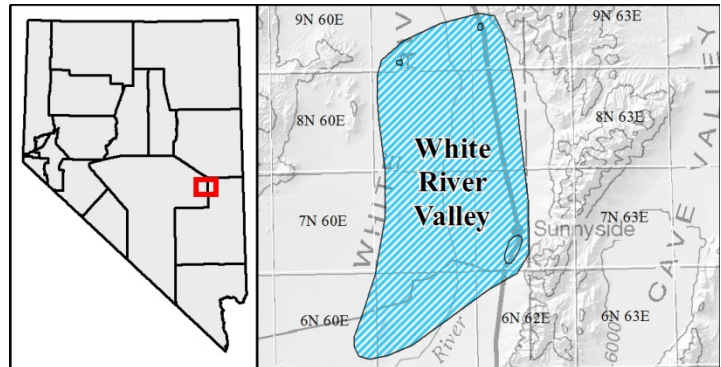 9N 60E
9N 63E
8N 60E
8N 63E
White
River
Valley
WHIT
VALLEY
7N 60E
7N 63E
Sunnyside
CAVE
6N 60E
6N 62E
6N 63E
River
6000